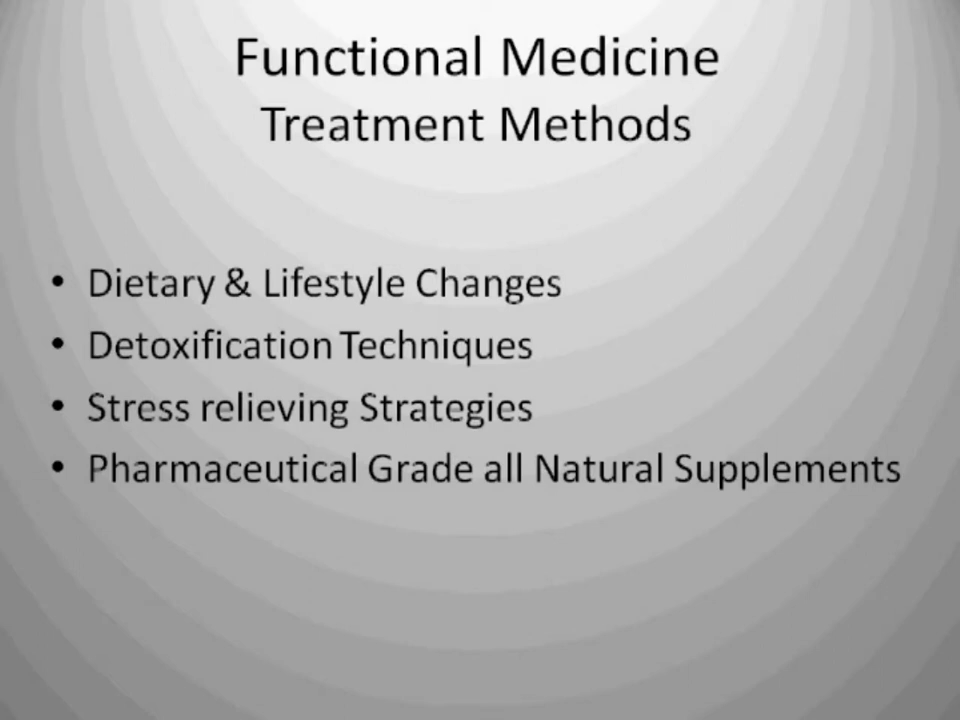 Functional Medicine
Treatment Methods
• Dietary & Lifestyle Changes
• Detoxification Techniques
• Stress relieving Strategies
• Pharmaceutical Grade all Natural Supplements